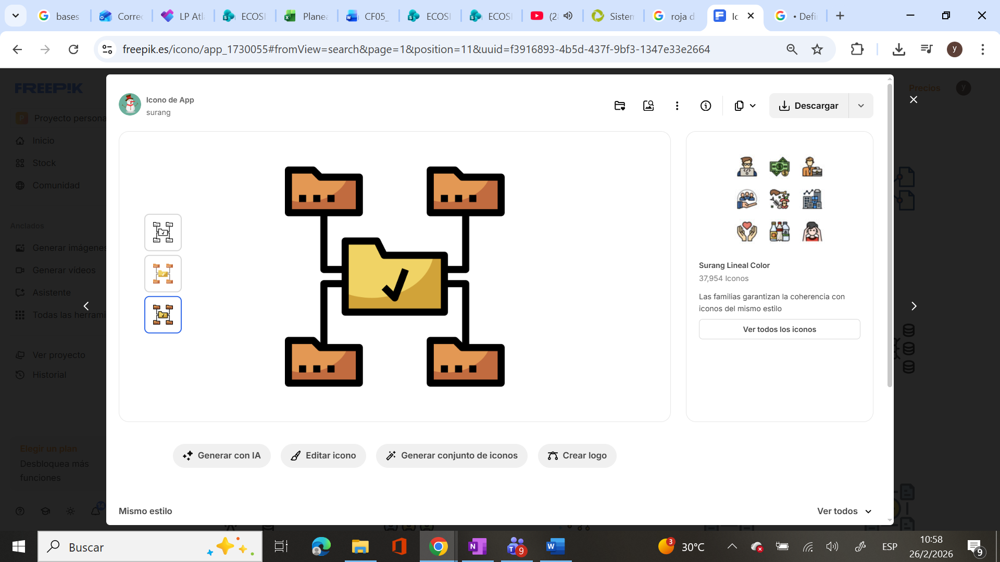 bases
Correo
LP Atl
ECOSI
Planea
CF05_
ECOSI
ECOSI
(2
Sistem
roja d
Ic
• Defi
freepik.es/icono/app_1730055#fromView=search&page=1&position=11&uuid=f3916893-4b5d-437f-9bf3-1347e33e2664
y
FREEPIK
Precios
y
Icono de App
surang
Descargar
P
Proyecto persona
Inicio
Stock
Comunidad
Anclados
Generar imágenes
Generar vídeos
Asistente
Todas las herrami
Ver proyecto
Historial
Surang Lineal Color
37,954 Iconos
Las familias garantizan la coherencia con
iconos del mismo estilo
Ver todos los iconos
Elegir un plan
Desbloquea más
funciones
14
Generar con IA
Editar icono
Generar conjunto de iconos
Crear logo
Mismo estilo
Ver todos
Buscar
N
T
9
W
3
30°C
ESP
10:58
26/2/2026
9